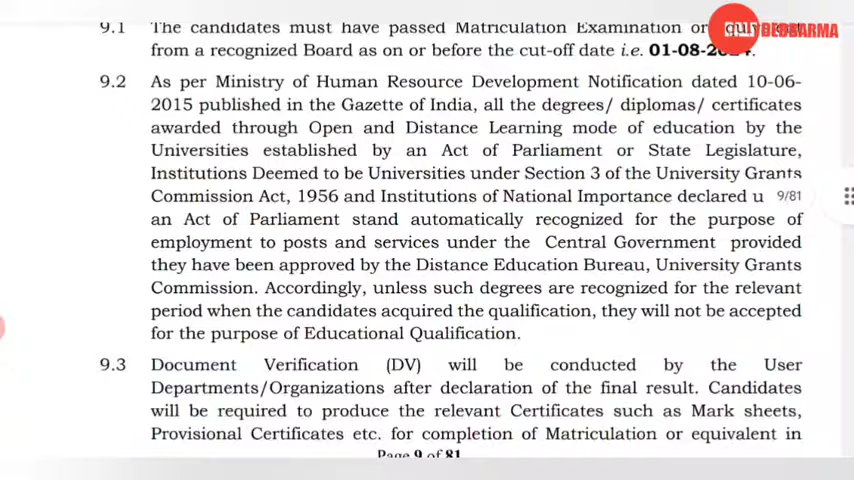 9.1 The candidates must have passed Matriculation Examination or
from a recognized Board as on or before the cut-off date i.e. 01-08-2024.
9.2 As per Ministry of Human Resource Development Notification dated 10-06-
2015 published in the Gazette of India, all the degrees/ diplomas/ certificates
awarded through Open and Distance Learning mode of education by the
Universities established by an Act of Parliament or State Legislature,
Institutions Deemed to be Universities under Section 3 of the University Grants
Commission Act, 1956 and Institutions of National Importance declared u 9/81
an Act of Parliament stand automatically recognized for the purpose of
employment to posts and services under the Central Government provided
they have been approved by the Distance Education Bureau, University Grants
Commission. Accordingly, unless such degrees are recognized for the relevant
period when the candidates acquired the qualification, they will not be accepted
for the purpose of Educational Qualification.
9.3 Document Verification (DV) will be conducted by the User
Departments/Organizations after declaration of the final result. Candidates
will be required to produce the relevant Certificates such as Mark sheets,
Provisional Certificates etc. for completion of Matriculation or equivalent in
Page 9 of 81